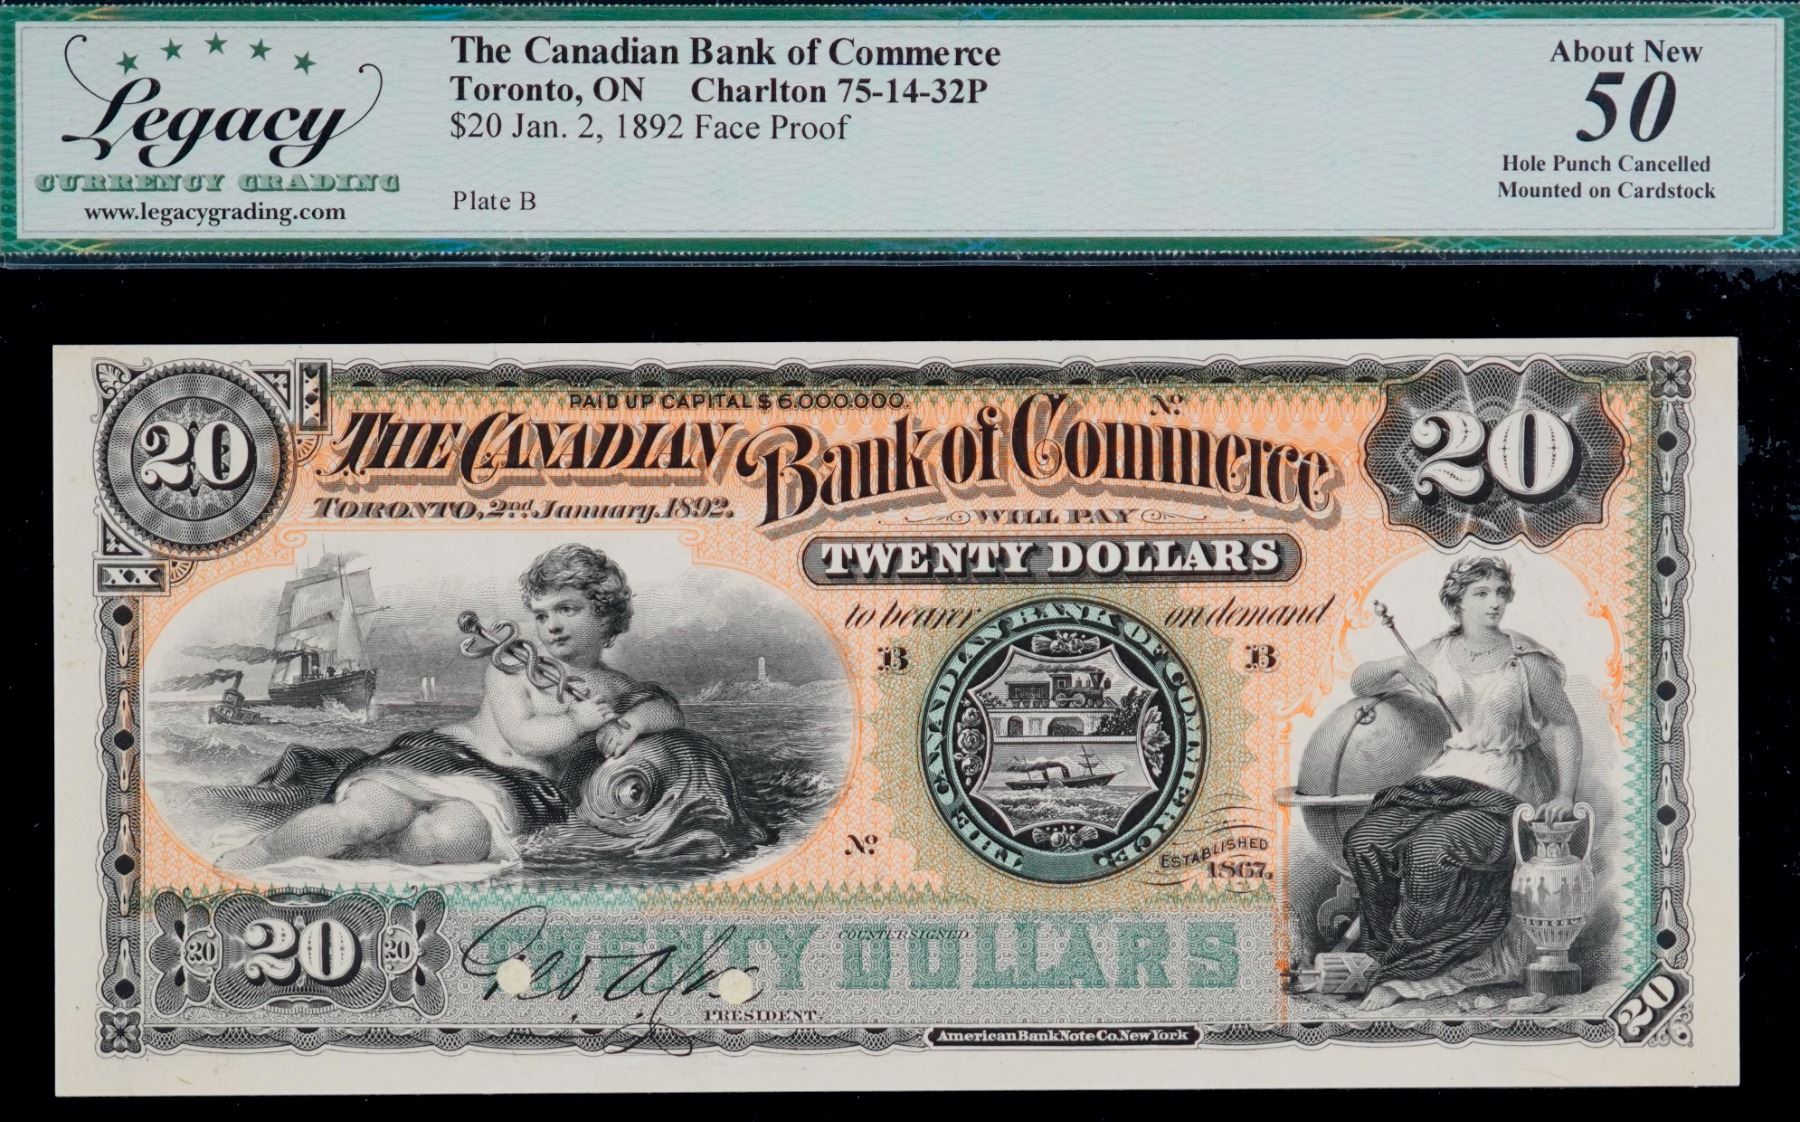 Legacy
CURRENCY GRADING
www.legacygrading.com
The Canadian Bank of Commerce
Toronto, ON Charlton 75-14-32P
$20 Jan. 2, 1892 Face Proof
Plate B
About New
50
Hole Punch Cancelled
Mounted on Cardstock
PAID UP CAPITAL $6,000,000.
No.
20
THE CANADIAN Bank of Commerce
20
TORONTO, 2nd January, 1892.
WILL PAY
XX
TWENTY DOLLARS
to bearer on demand
B B
THE CANADIAN BANK OF COMMERCE
No.
ESTABLISHED
1867.
20 20 20
TWENTY DOLLARS
COUNTERSIGNED
PRESIDENT.
American Bank Note Co. New York
20